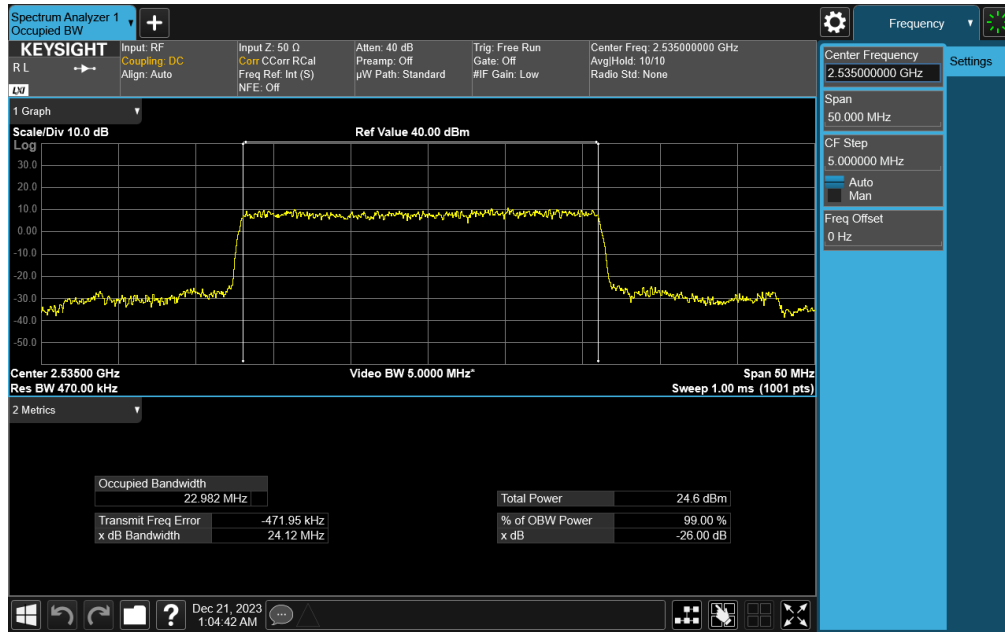 Spectrum Analyzer 1
Occupied BW
Frequency
KEYSIGHT
R L
LXI
Input: RF
Coupling: DC
Align: Auto
Input Z: 50 Ω
Corr CCorr RCal
Freq Ref: Int (S)
NFE: Off
Atten: 40 dB
Preamp: Off
µW Path: Standard
Trig: Free Run
Gate: Off
#IF Gain: Low
Center Freq: 2.535000000 GHz
Avg|Hold: 10/10
Radio Std: None
Center Frequency
2.535000000 GHz
Settings
Span
50.000 MHz
CF Step
5.000000 MHz
Auto
Man
Freq Offset
0 Hz
1 Graph
Scale/Div 10.0 dB
Ref Value 40.00 dBm
Log
30.0
20.0
10.0
0.00
-10.0
-20.0
-30.0
-40.0
-50.0
Center 2.53500 GHz
Video BW 5.0000 MHz*
Span 50 MHz
Res BW 470.00 kHz
Sweep 1.00 ms (1001 pts)
2 Metrics
Occupied Bandwidth
22.982 MHz
Total Power 24.6 dBm
Transmit Freq Error -471.95 kHz
% of OBW Power 99.00 %
x dB Bandwidth 24.12 MHz
x dB -26.00 dB
?
Dec 21, 2023
1:04:42 AM